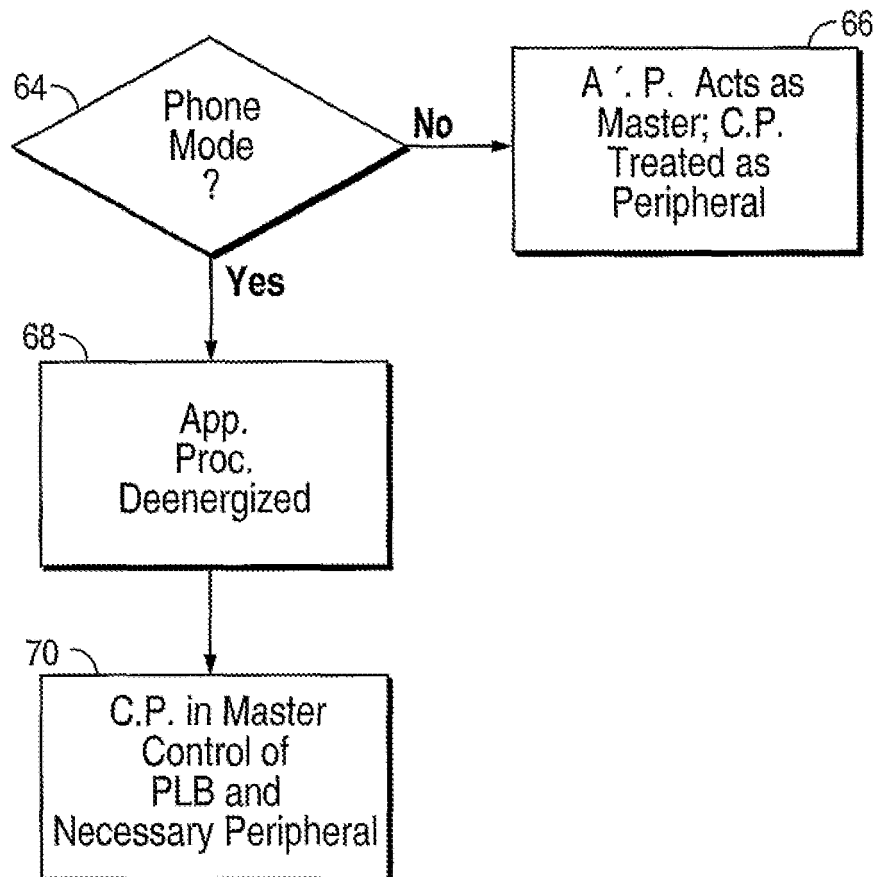 64
Phone
Mode
?
No
66
A ´. P. Acts as
Master; C.P.
Treated as
Peripheral
Yes
68
App.
Proc.
Deenergized
70
C.P. in Master
Control of
PLB and
Necessary Peripheral